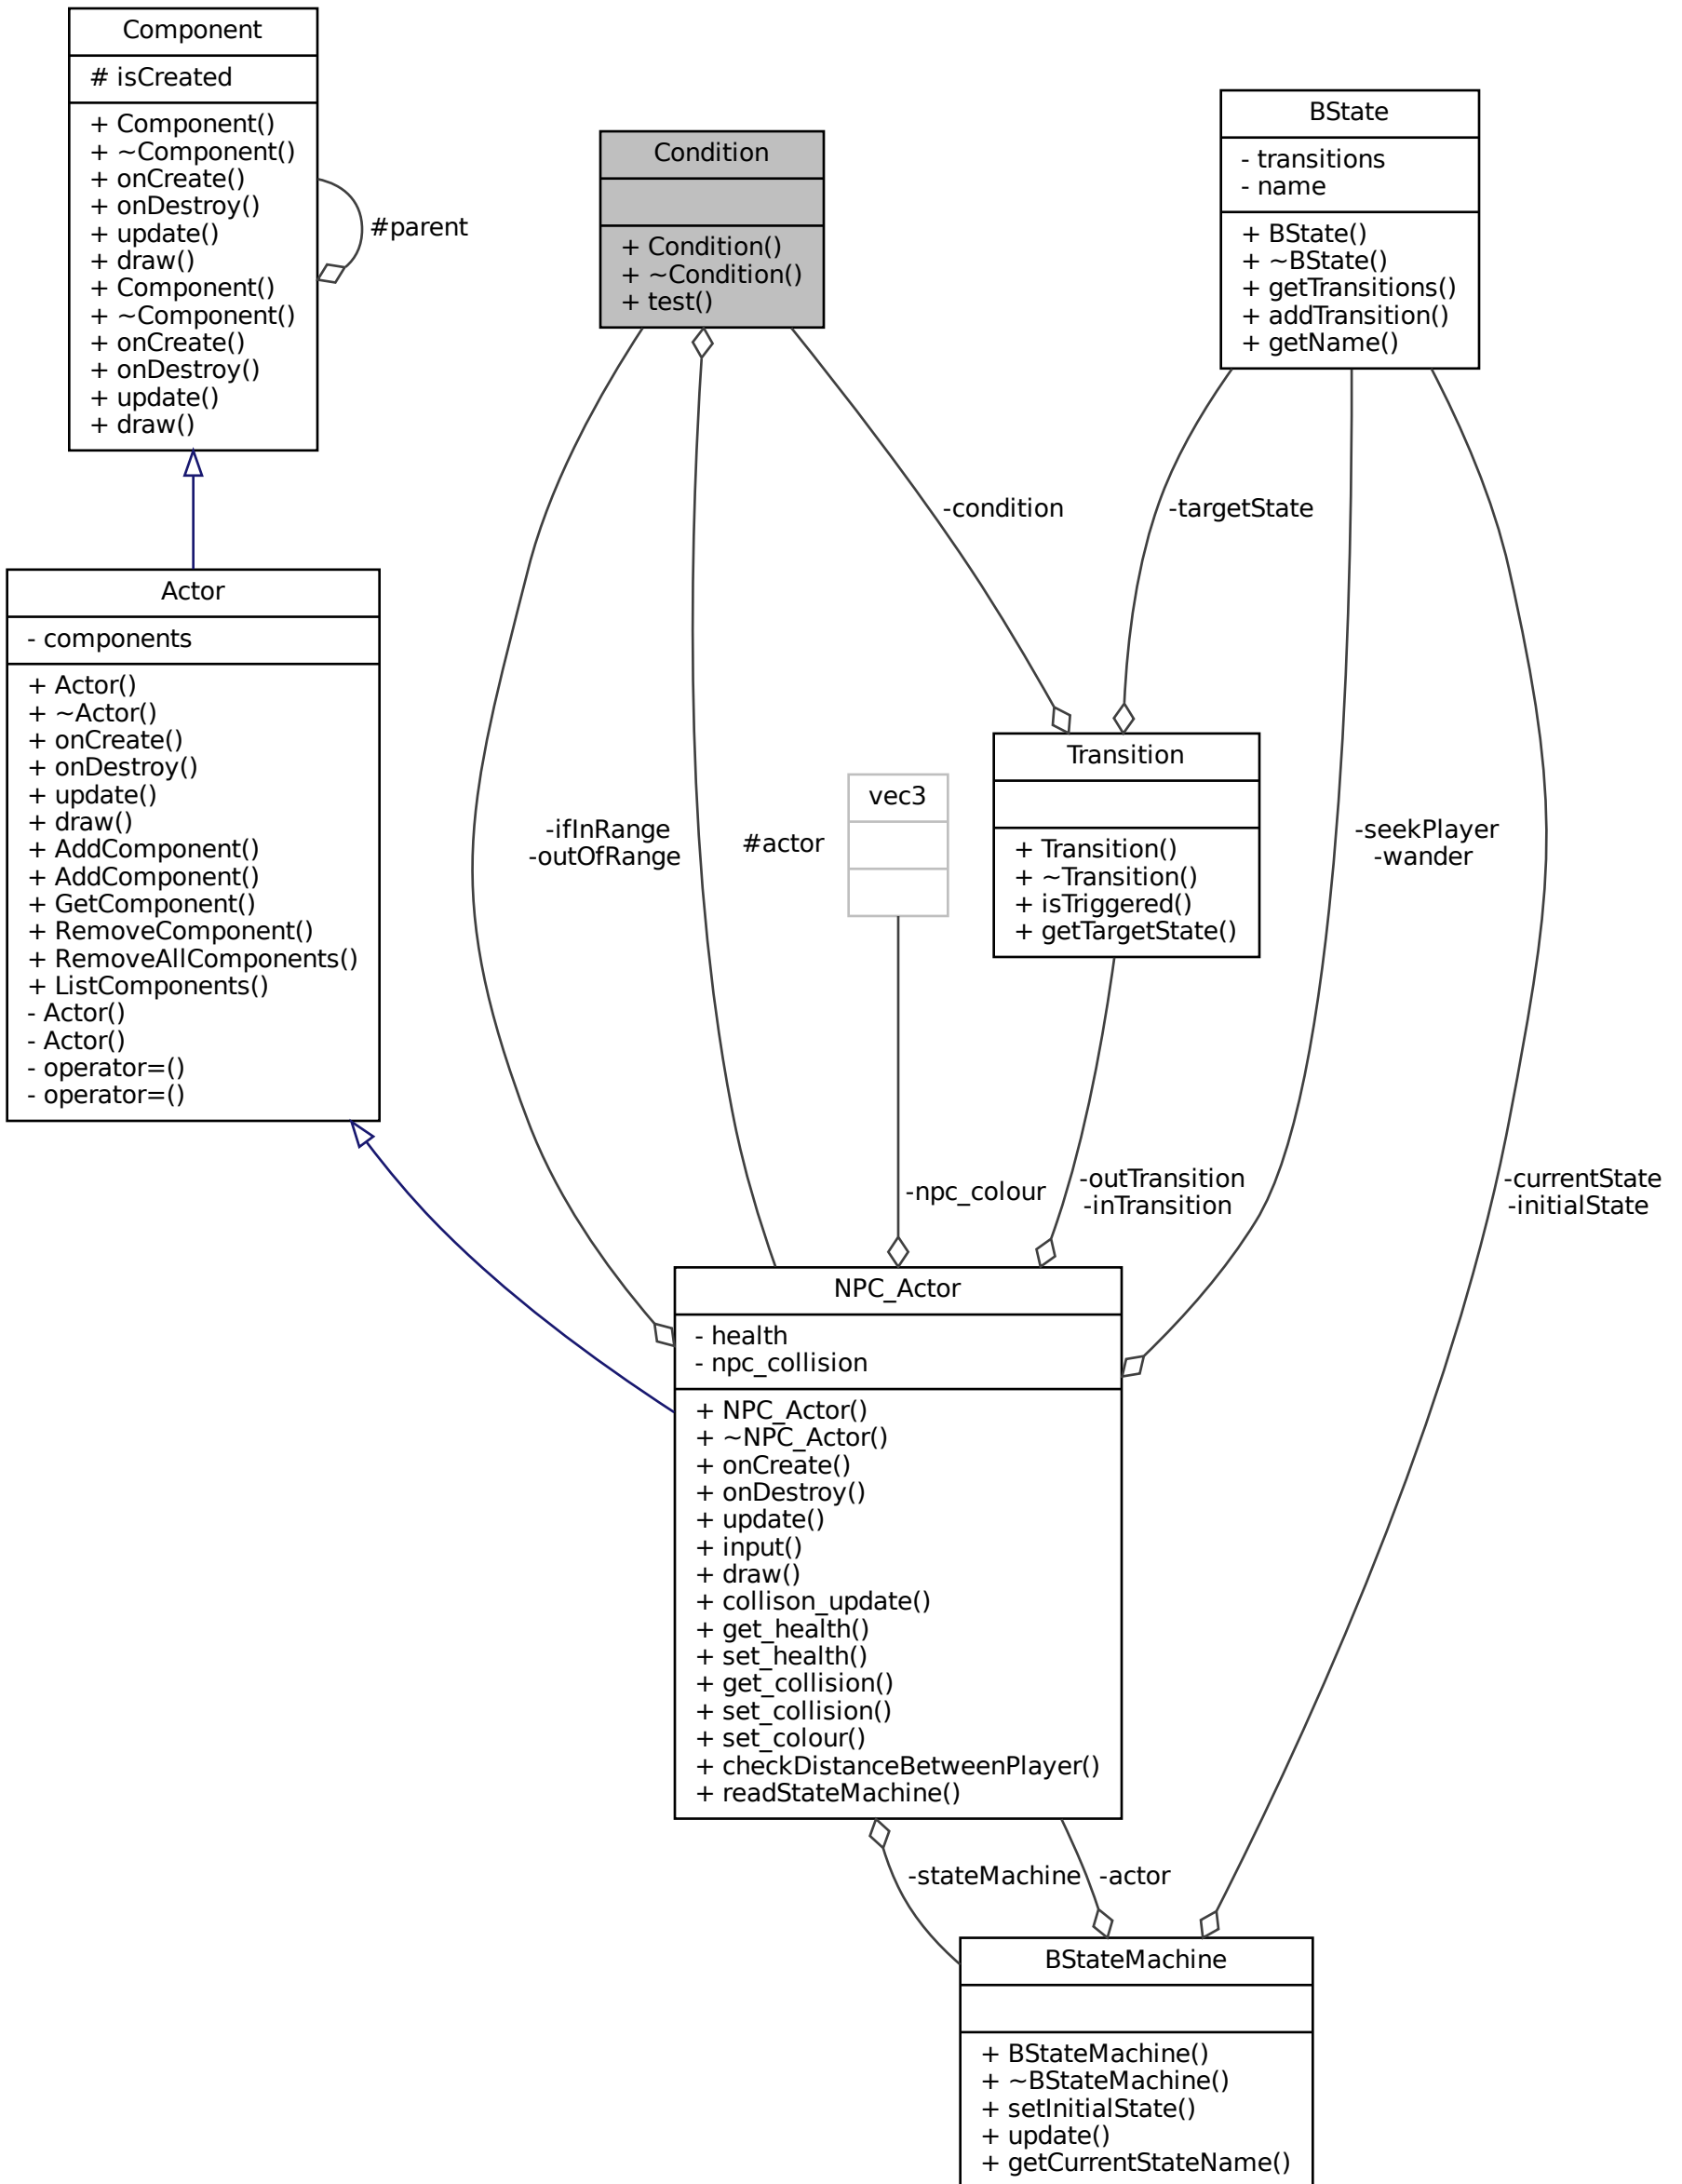 Component
# isCreated
+ Component()
+ ~Component()
+ onCreate()
+ onDestroy()
+ update()
+ draw()
+ Component()
+ ~Component()
+ onCreate()
+ onDestroy()
+ update()
+ draw()
#parent
Condition
+ Condition()
+ ~Condition()
+ test()
BState
- transitions
- name
+ BState()
+ ~BState()
+ getTransitions()
+ addTransition()
+ getName()
-condition
-targetState
Actor
- components
+ Actor()
+ ~Actor()
+ onCreate()
+ onDestroy()
+ update()
+ draw()
+ AddComponent()
+ AddComponent()
+ GetComponent()
+ RemoveComponent()
+ RemoveAllComponents()
+ ListComponents()
- Actor()
- Actor()
- operator=()
- operator=()
-ifInRange
-outOfRange
#actor
vec3
Transition
+ Transition()
+ ~Transition()
+ isTriggered()
+ getTargetState()
-seekPlayer
-wander
-npc_colour
-outTransition
-inTransition
-currentState
-initialState
NPC_Actor
- health
- npc_collision
+ NPC_Actor()
+ ~NPC_Actor()
+ onCreate()
+ onDestroy()
+ update()
+ input()
+ draw()
+ collison_update()
+ get_health()
+ set_health()
+ get_collision()
+ set_collision()
+ set_colour()
+ checkDistanceBetweenPlayer()
+ readStateMachine()
-stateMachine
-actor
BStateMachine
+ BStateMachine()
+ ~BStateMachine()
+ setInitialState()
+ update()
+ getCurrentStateName()